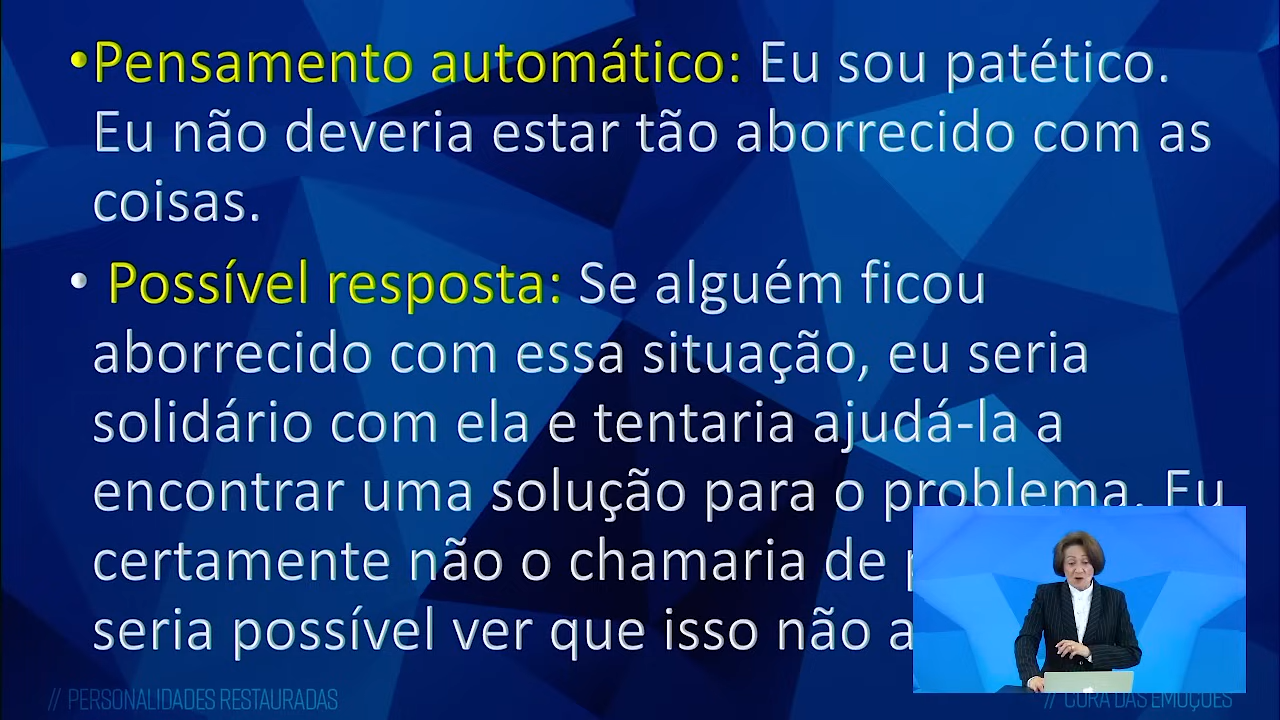 •Pensamento automático: Eu sou patético.
Eu não deveria estar tão aborrecido com as
coisas.
• Possível resposta: Se alguém ficou
aborrecido com essa situação, eu seria
solidário com ela e tentaria ajudá-la a
encontrar uma solução para o problema. Eu
certamente não o chamaria de
seria possível ver que isso não
// PERSONALIDADES RESTAURADAS
// CURA DAS EMOÇÕES